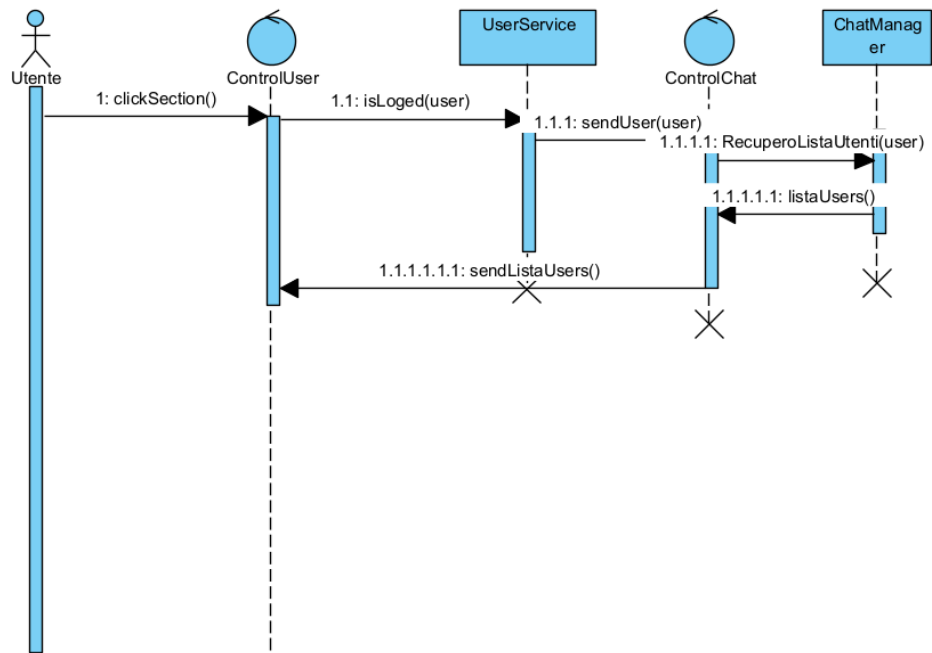 UserService
ChatManag
er
Utente
ControlUser
ControlChat
1: clickSection()
1.1: isLoged(user)
1.1.1: sendUser(user)
1.1.1.1: RecuperoListaUtenti(user)
1.1.1.1.1: listaUsers()
1.1.1.1.1.1: sendListaUsers()